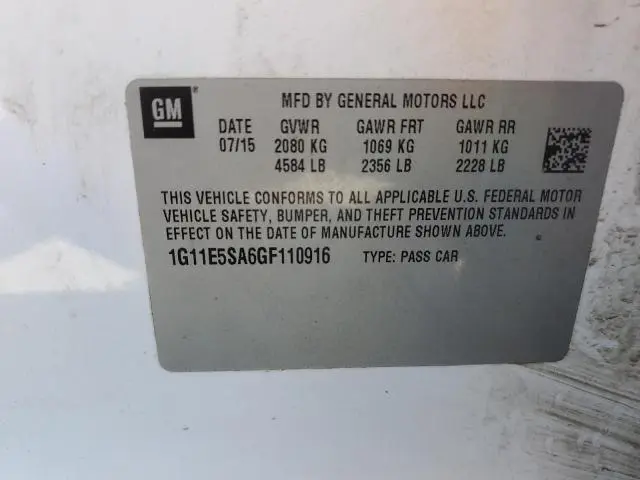 GM ®
MFD BY GENERAL MOTORS LLC
DATE GVWR GAWR FRT GAWR RR
07/15 2080 KG 1069 KG 1011 KG
4584 LB 2356 LB 2228 LB
THIS VEHICLE CONFORMS TO ALL APPLICABLE U.S. FEDERAL MOTOR
VEHICLE SAFETY, BUMPER, AND THEFT PREVENTION STANDARDS IN
EFFECT ON THE DATE OF MANUFACTURE SHOWN ABOVE.
1G11E5SA6GF110916 TYPE: PASS CAR